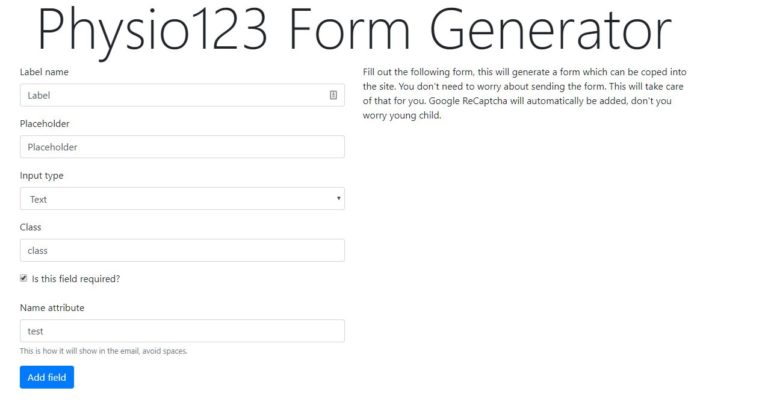 Physio123 Form Generator
Label name
Label
Placeholder
Placeholder
Input type
Text
Class
class
Is this field required?
Name attribute
test
This is how it will show in the email, avoid spaces.
Add field
Fill out the following form, this will generate a form which can be coped into
the site. You don't need to worry about sending the form. This will take care
of that for you. Google ReCaptcha will automatically be added, don't you
worry young child.